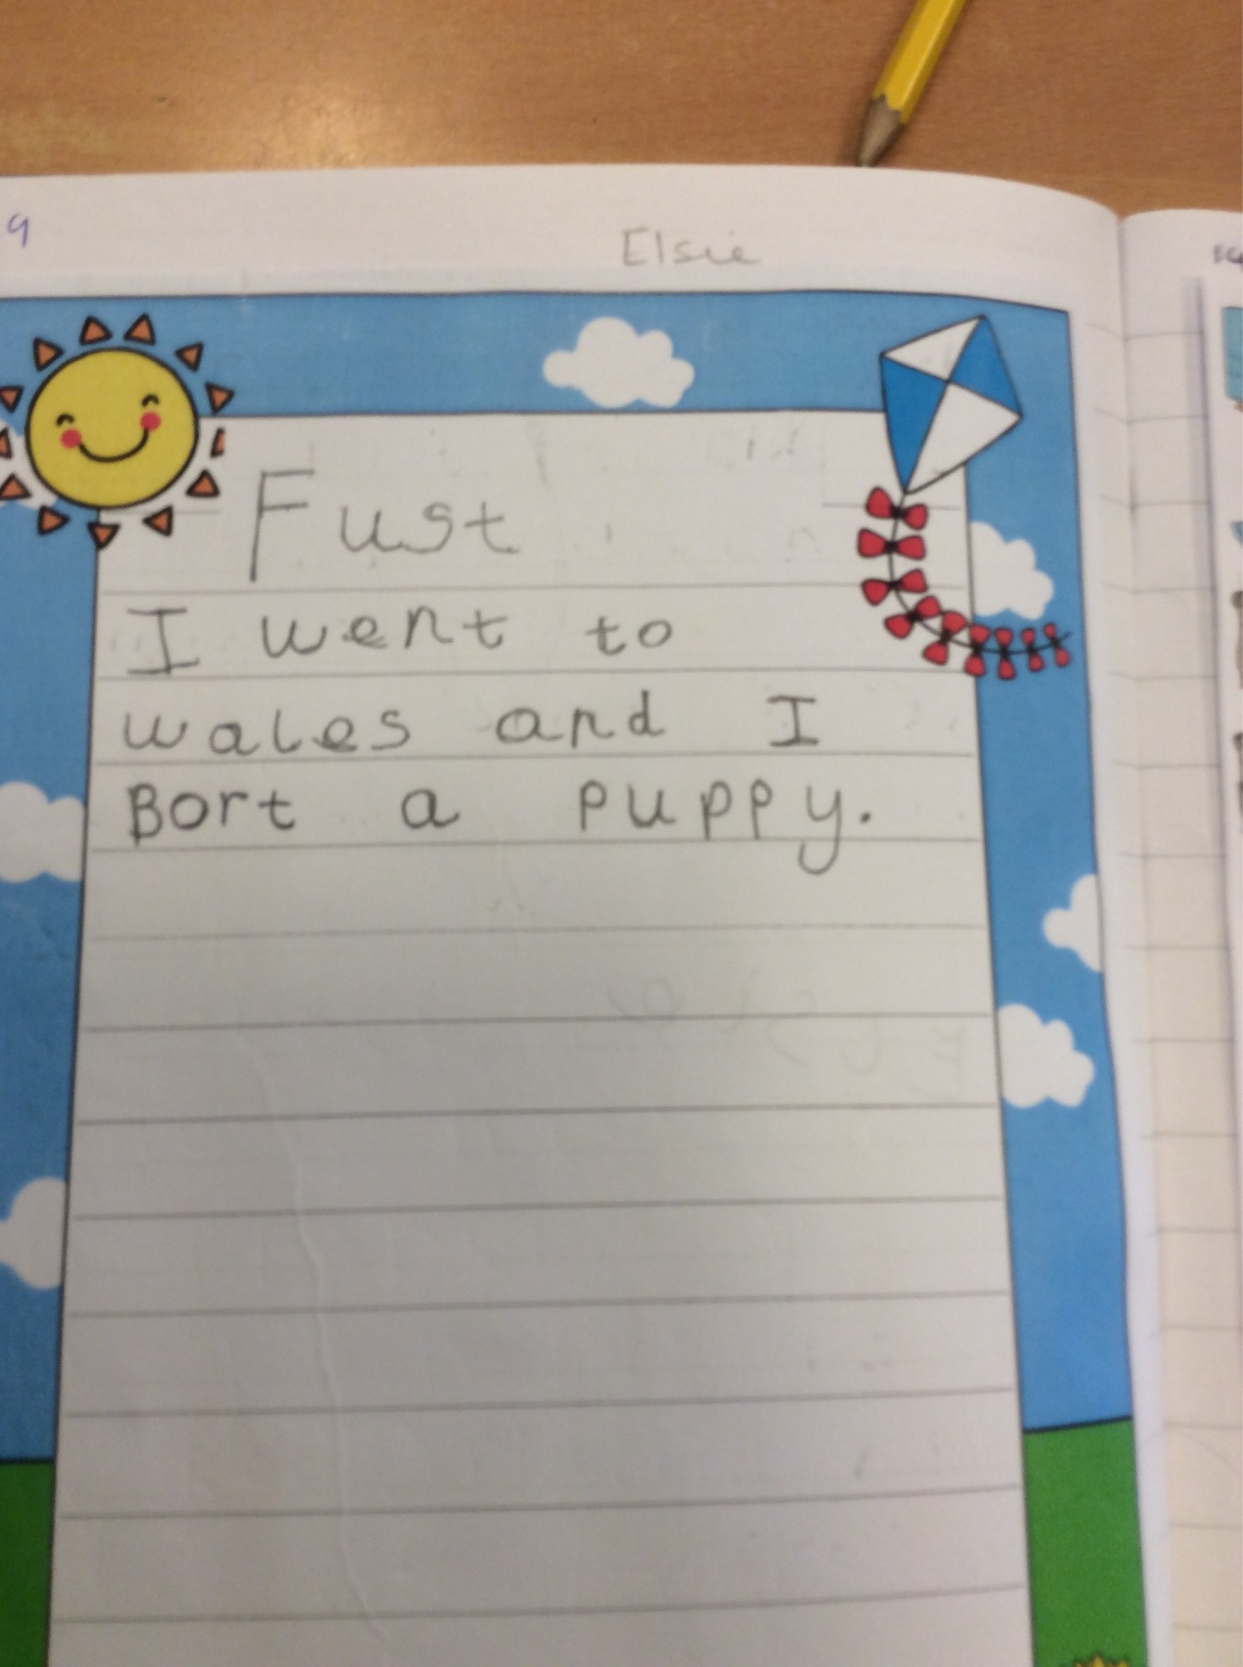 9
Elsie
Fust
I went to
wales and I
Bort a puppy.